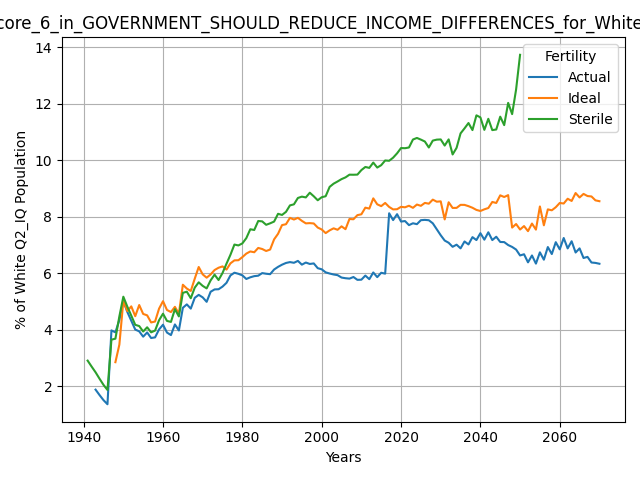 core_6_in_GOVERNMENT_SHOULD_REDUCE_INCOME_DIFFERENCES_for_White
14
12
10
8
6
4
2
% of White Q2_IQ Population
1940
1960
1980
2000
2020
2040
2060
Years
Fertility
Actual
Ideal
Sterile